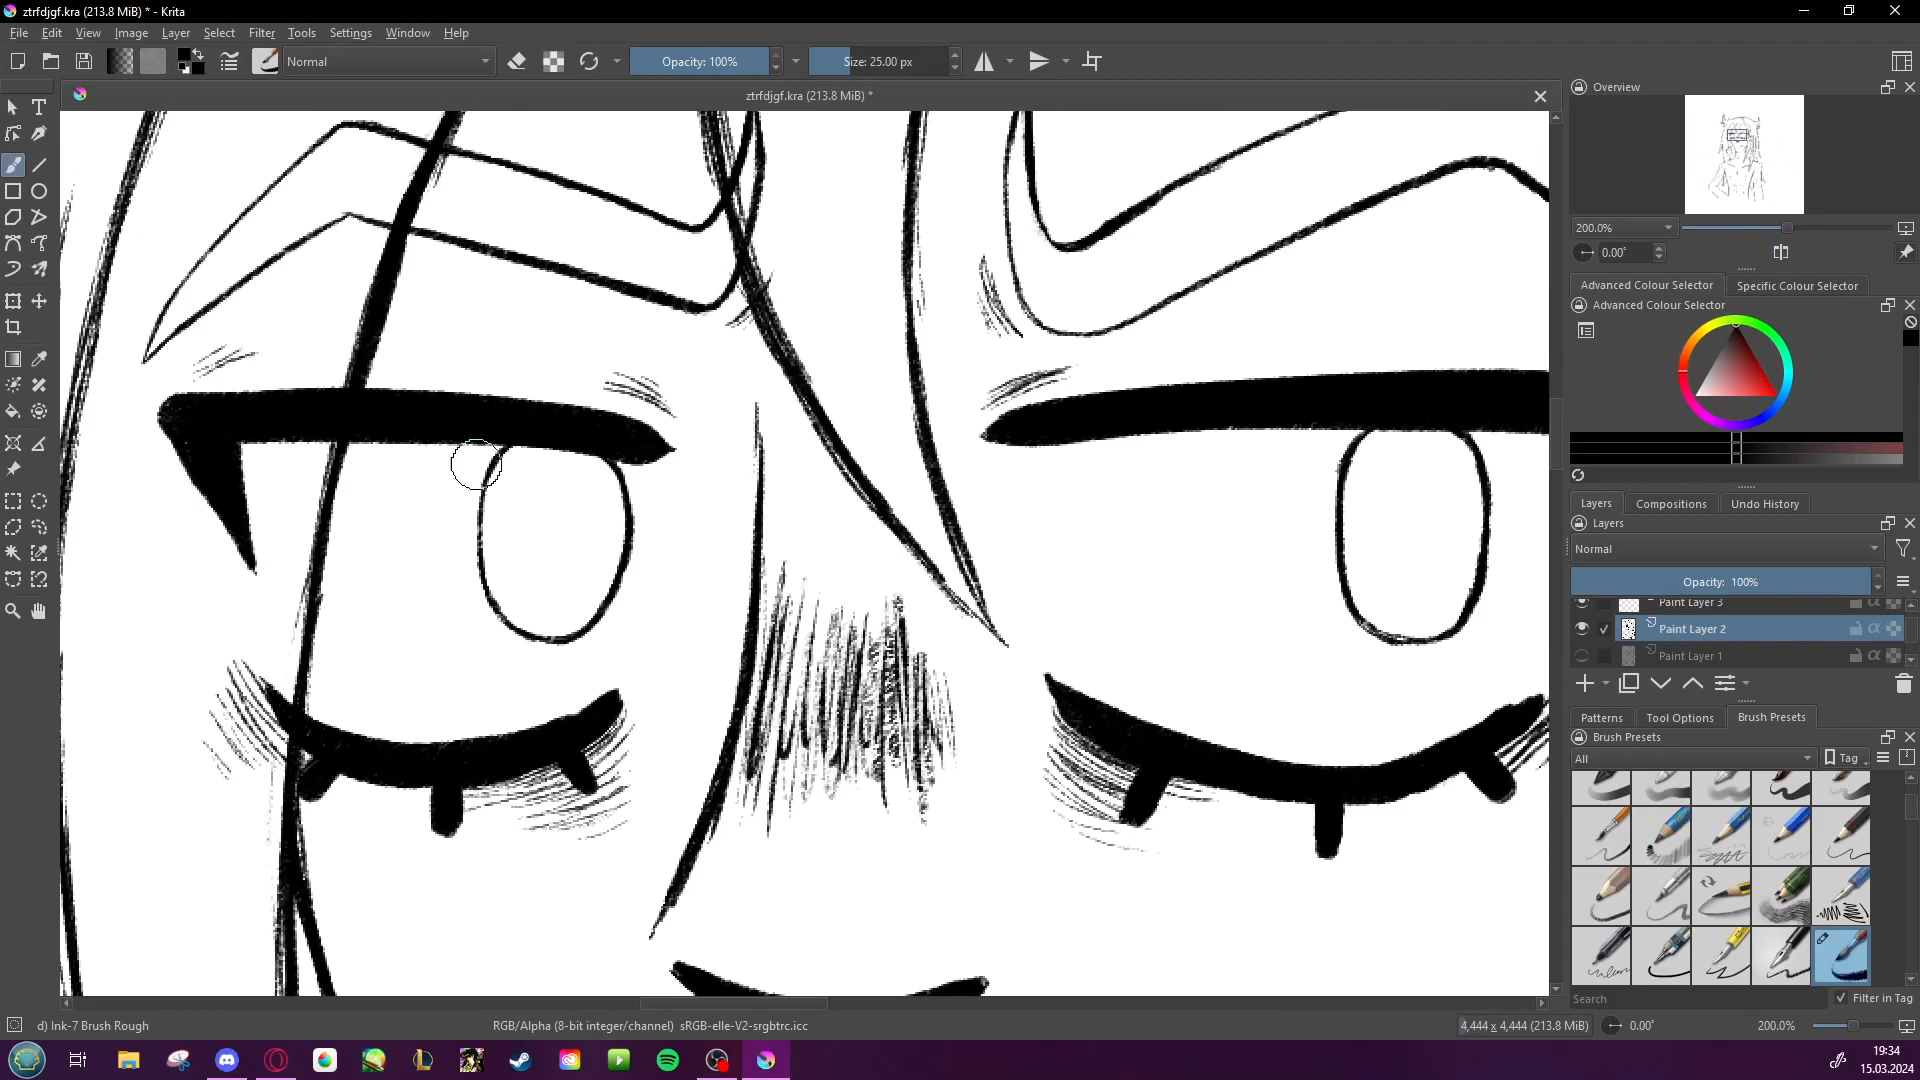 ztrfdjgf.kra (213.8 MiB) * - Krita
File Edit View Image Layer Select Filter Tools Settings Window Help
Normal
Opacity: 100%
Size: 25.00 px
ztrfdjgf.kra (213.8 MiB) *
Overview
200.0%
0.00°
Advanced Colour Selector
Specific Colour Selector
Advanced Colour Selector
Layers Compositions Undo History
Layers
Normal
Opacity: 100%
Paint Layer 3
Paint Layer 2
Paint Layer 1
Patterns Tool Options Brush Presets
Brush Presets
All
Tag
Search
Filter in Tag
d) Ink-7 Brush Rough
RGB/Alpha (8-bit integer/channel) sRGB-elle-V2-srgbtrc.icc
4,444 x 4,444 (213.8 MiB)
0.00°
200.0%
19:34
15.03.2024